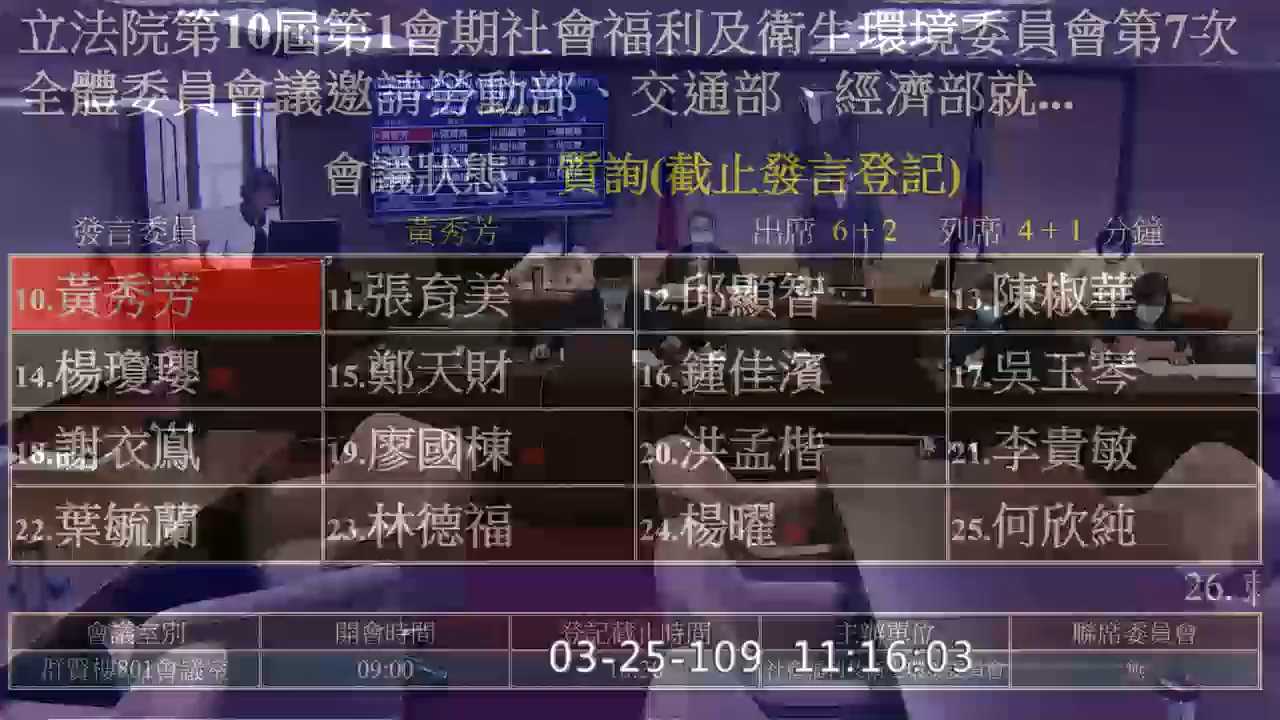 立法院第10屆第1會期社會福利及衛生環境委員會第7次
全體委員會議邀請勞動部、交通部、經濟部就...
會議狀態：質詢(截止發言登記)
發言委員 黃秀芳 出席 6+2 列席 4+1 分鐘
10.黃秀芳 11.張育美 12.邱顯智 13.陳椒華
14.楊瓊瓔 15.鄭天財 16.鍾佳濱 17.吳玉琴
18.謝衣鳳 19.廖國棟 20.洪孟楷 21.李貴敏
22.葉毓蘭 23.林德福 24.楊曜 25.何欣純
26.
會議室別 開會時間 登記截止時間 主辦單位 聯席委員會
群賢樓801會議室 09:00 無
03-25-109 11:16:03